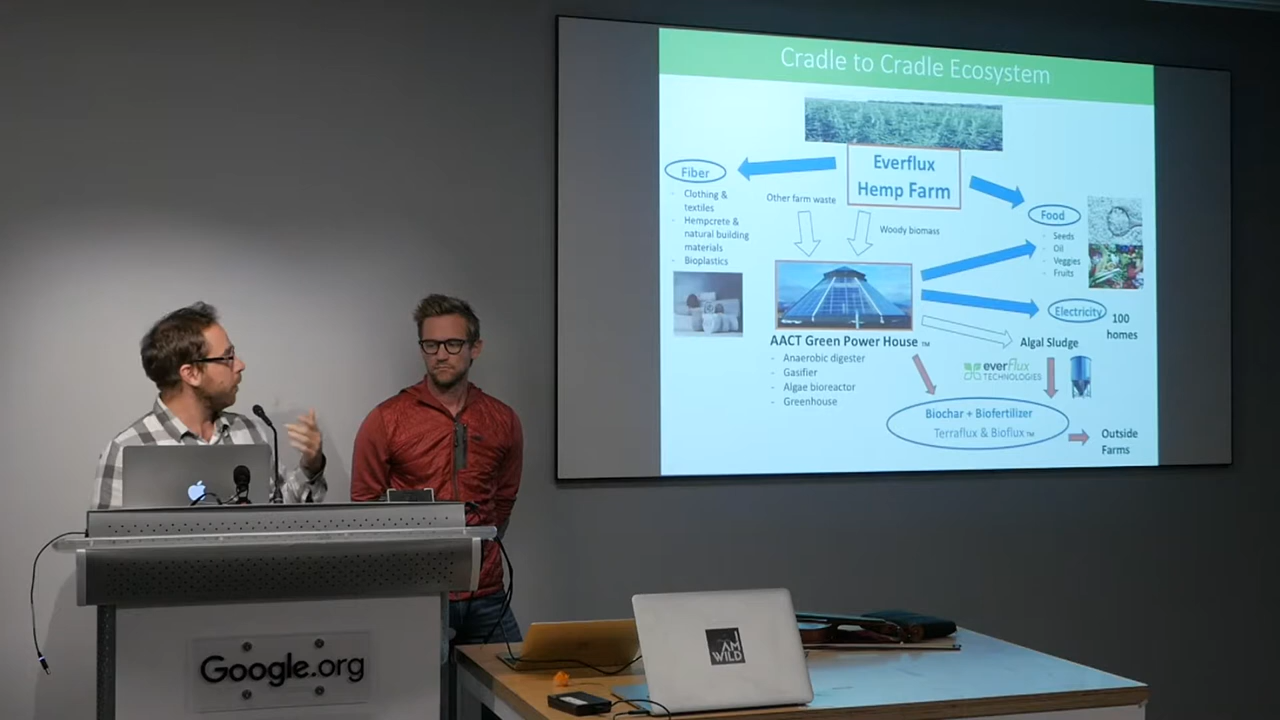 Cradle to Cradle Ecosystem
Everflux
Hemp Farm
Fiber
- Clothing &
textiles
- Hempcrete &
natural building
materials
- Bioplastics
Other farm waste
Woody biomass
Food
- Seeds
- Oil
- Veggies
- Fruits
Electricity
100
homes
AACT Green Power House TM
- Anaerobic digester
- Gasifier
- Algae bioreactor
- Greenhouse
Algal Sludge
everflux
TECHNOLOGIES
Biochar + Biofertilizer
Terraflux & Bioflux TM
Outside
Farms
Google.org
I
AM
WILD